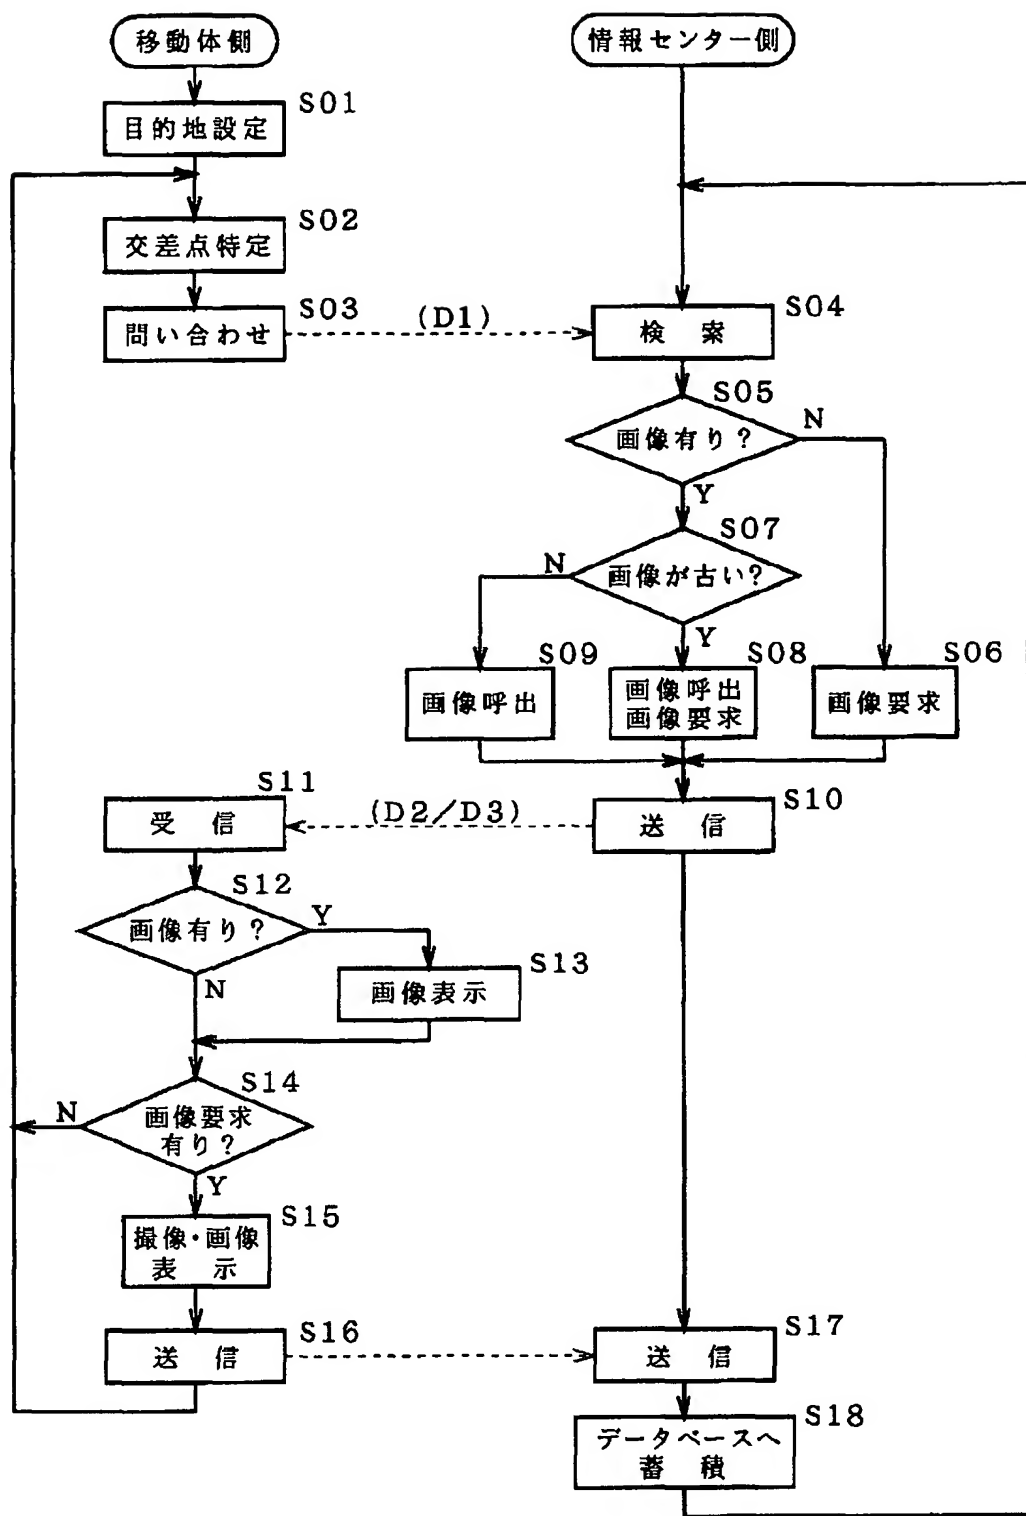 移動体側
情報センター側
S01
目的地設定
S02
交差点特定
S03
問い合わせ
(D1)
S04
検 索
S05
画像有り?
N
Y
S07
画像が古い?
N
Y
S09
画像呼出
S08
画像呼出
画像要求
S06
画像要求
S11
受 信
(D2/D3)
S10
送 信
S12
画像有り?
Y
N
S13
画像表示
S14
画像要求
有り?
N
Y
S15
撮像・画像
表 示
S16
送 信
S17
送 信
S18
データベースへ
蓄 積